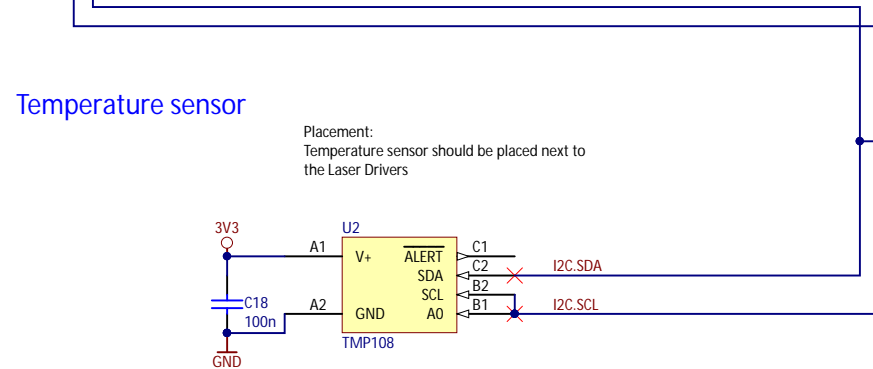 Temperature sensor
Placement:
Temperature sensor should be placed next to
the Laser Drivers
3V3
U2
A1
V+
ALERT
C1
SDA
C2
I2C.SDA
SCL
B2
C18
100n
A2
GND
A0
B1
I2C.SCL
TMP108
GND